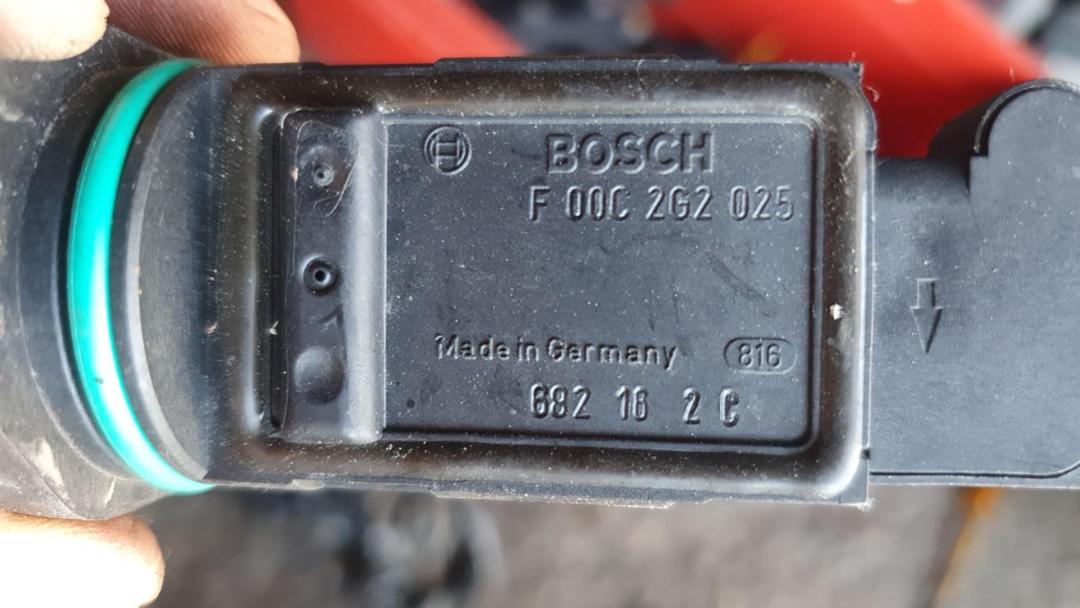 BOSCH
F 00C 2G2 025
Made in Germany 816
682 16 2 C